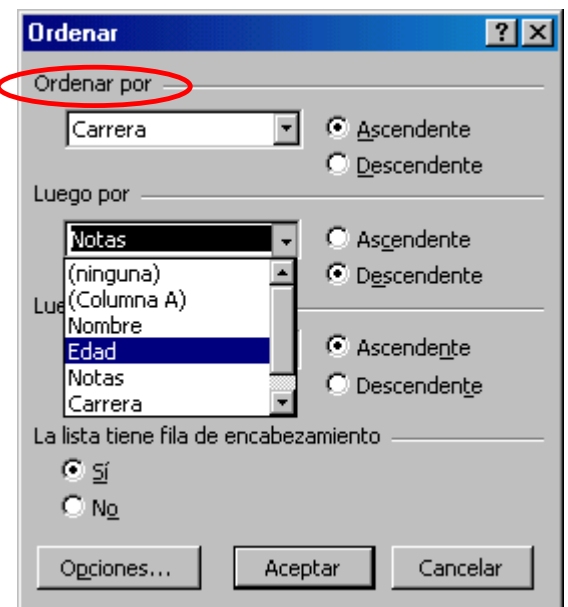 Ordenar
Ordenar por
Carrera
Ascendente
Descendente
Luego por
Notas
Ascendente
Descendente
(ninguna)
(Columna A)
Nombre
Edad
Notas
Carrera
Lue
Ascendente
Descendente
La lista tiene fila de encabezamiento
Sí
No
Opciones... Aceptar Cancelar